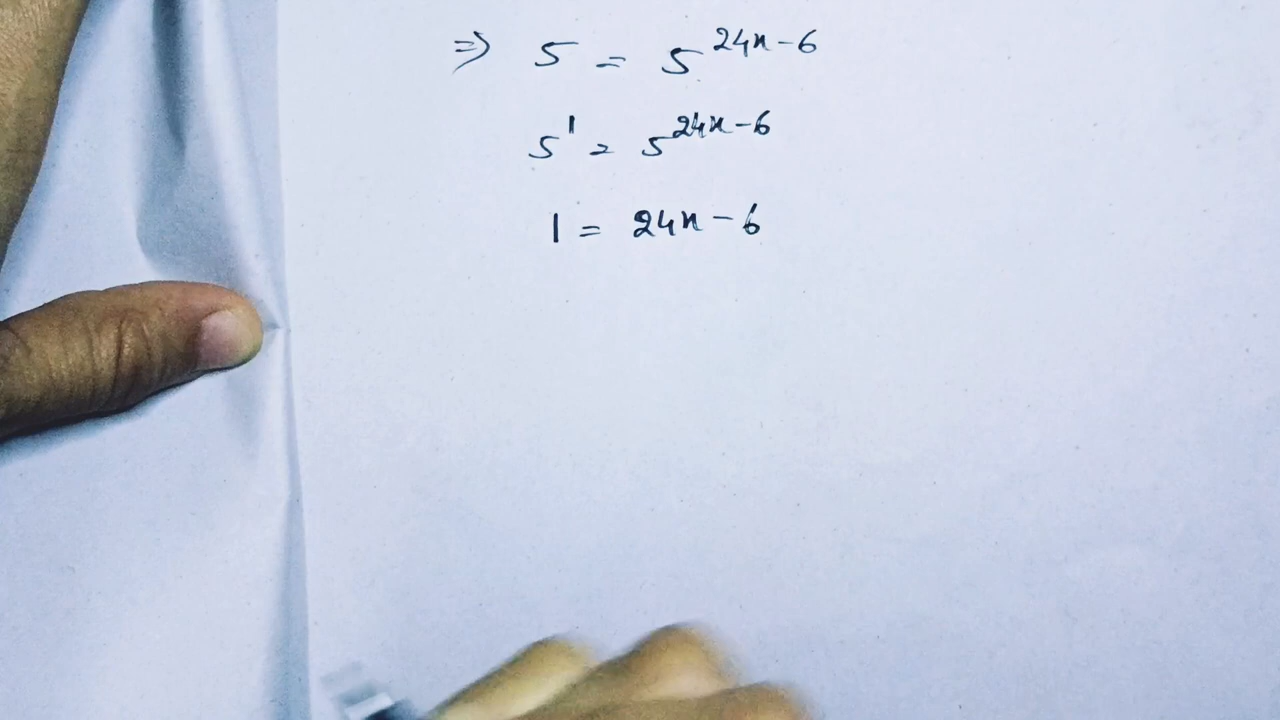 ⇒ 5 = 5^{24x-6}
5^1 = 5^{24x-6}
1 = 24x-6